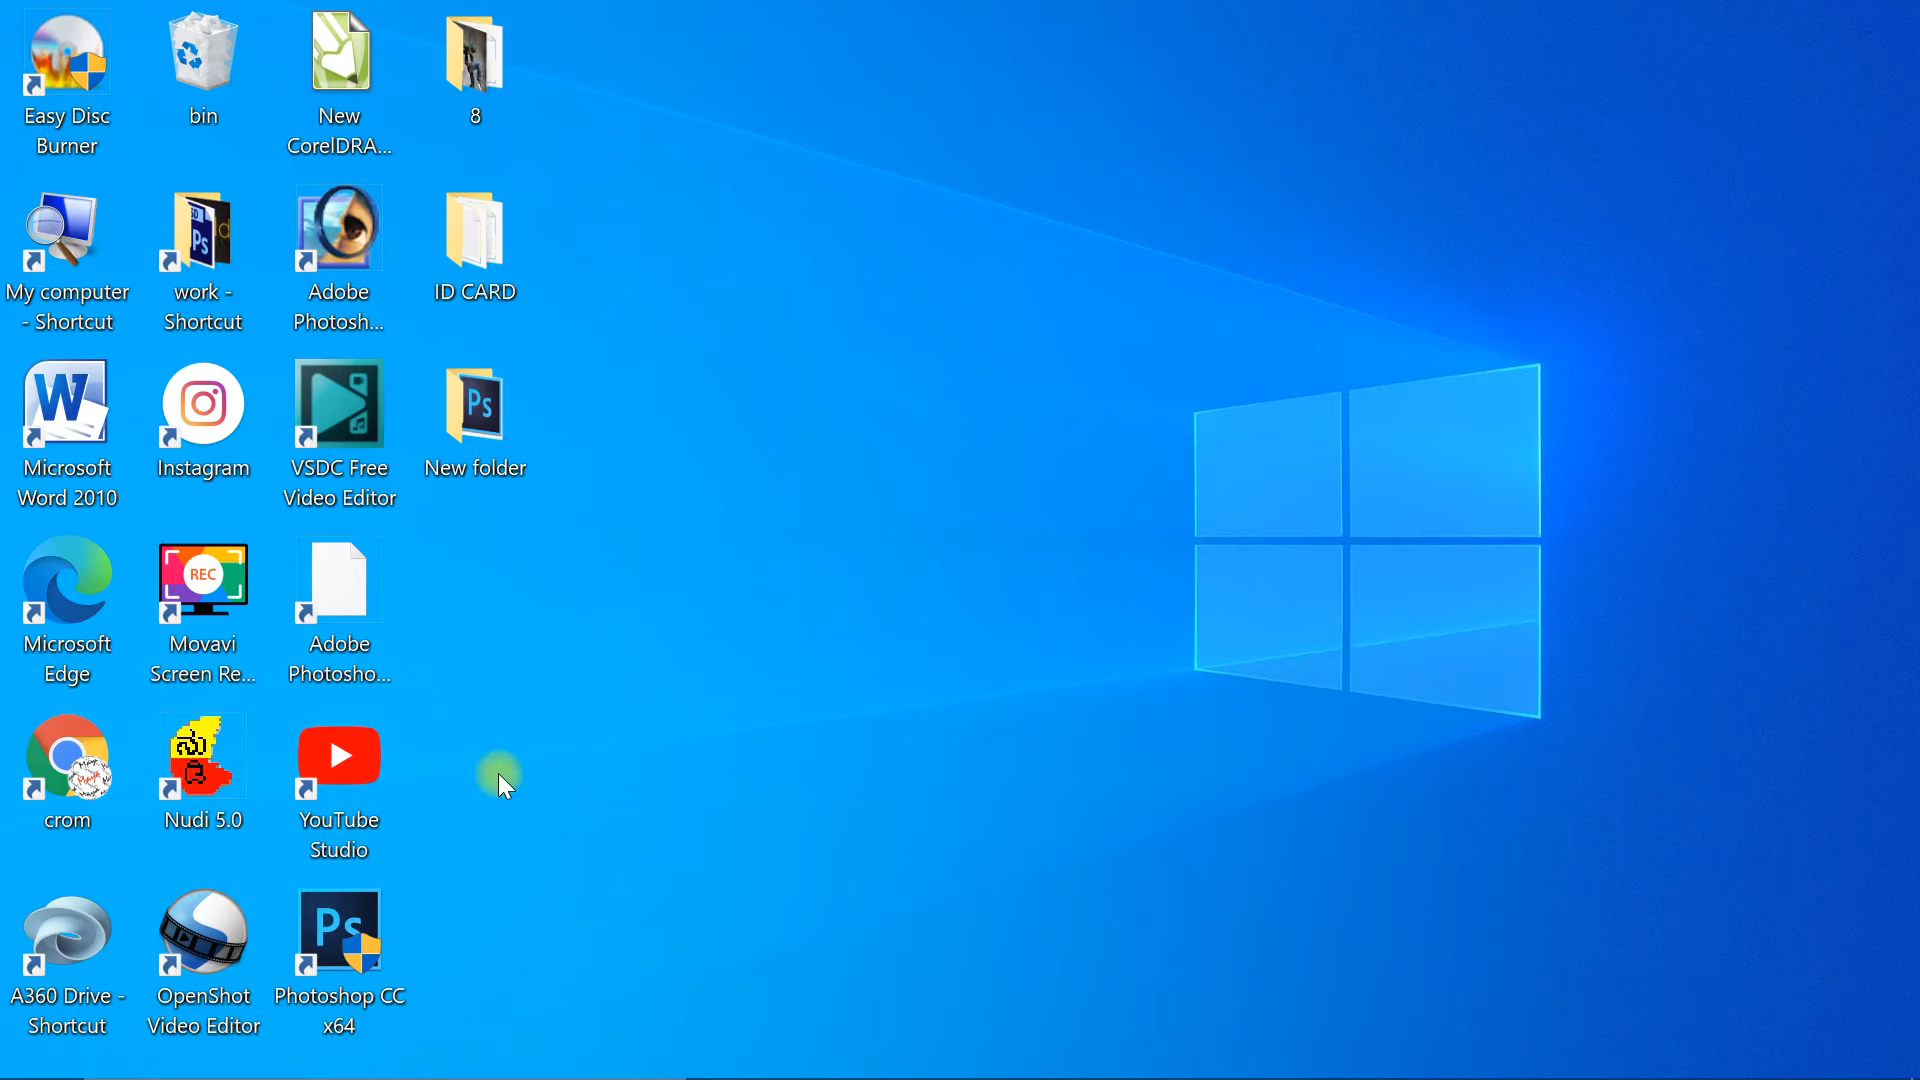 Easy Disc
Burner
bin
New
CorelDRA...
8
My computer
- Shortcut
Ps
work -
Shortcut
Adobe
Photosh...
ID CARD
W
Microsoft
Word 2010
Instagram
VSDC Free
Video Editor
Ps
New folder
Microsoft
Edge
REC
Movavi
Screen Re...
Adobe
Photosho...
crom
ನು
ಡಿ
Nudi 5.0
YouTube
Studio
A360 Drive -
Shortcut
OpenShot
Video Editor
Ps
Photoshop CC
x64